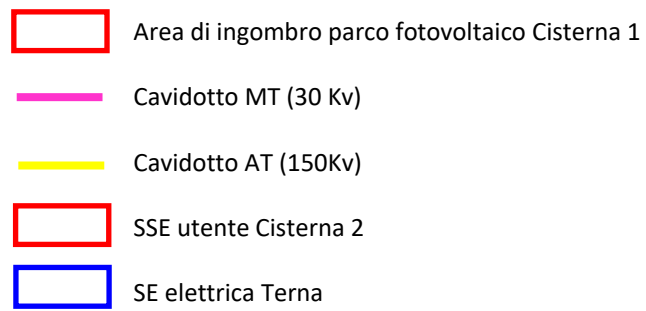 Area di ingombro parco fotovoltaico Cisterna 1
Cavidotto MT (30 Kv)
Cavidotto AT (150Kv)
SSE utente Cisterna 2
SE elettrica Terna